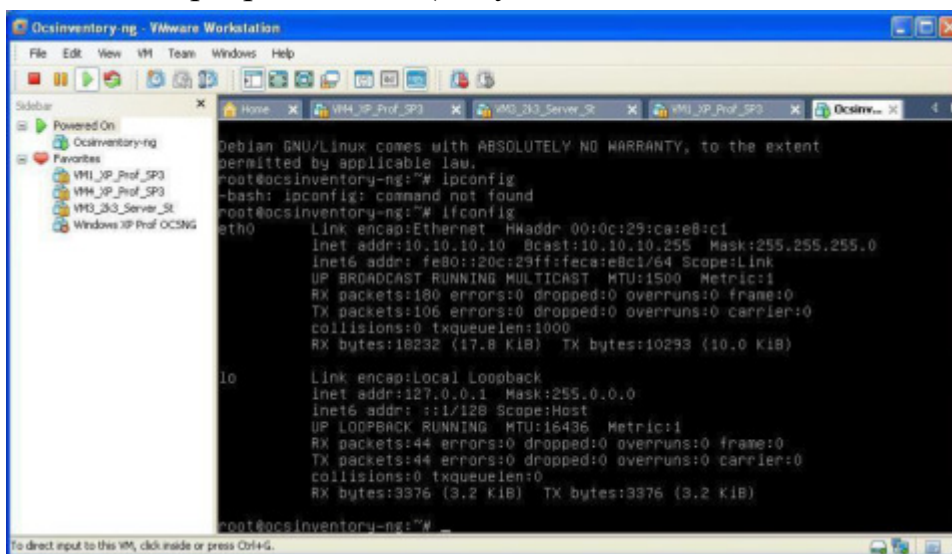 Ocsinventory-ng - VMware Workstation
File Edit View VM Team Windows Help
Sidebar
Powered On
Ocsinventory-ng
Favorites
VM1_XP_Prof_SP3
VM4_XP_Prof_SP3
VM3_2k3_Server_St
Windows XP Prof OCSNG
Home VM4_XP_Prof_SP3 VM3_2k3_Server_St VM1_XP_Prof_SP3 Ocsinv...
Debian GNU/Linux comes with ABSOLUTELY NO WARRANTY, to the extent
permitted by applicable law.
root@ocsinventory-ng:~# ipconfig
-bash: ipconfig: command not found
root@ocsinventory-ng:~# ifconfig
eth0 Link encap:Ethernet HWaddr 00:0c:29:ca:e8:c1
inet addr:10.10.10.10 Bcast:10.10.10.255 Mask:255.255.255.0
inet6 addr: fe80::20c:29ff:feca:e8c1/64 Scope:Link
UP BROADCAST RUNNING MULTICAST MTU:1500 Metric:1
RX packets:180 errors:0 dropped:0 overruns:0 frame:0
TX packets:106 errors:0 dropped:0 overruns:0 carrier:0
collisions:0 txqueuelen:1000
RX bytes:18232 (17.8 KiB) TX bytes:10293 (10.0 KiB)
lo Link encap:Local Loopback
inet addr:127.0.0.1 Mask:255.0.0.0
inet6 addr: ::1/128 Scope:Host
UP LOOPBACK RUNNING MTU:16436 Metric:1
RX packets:44 errors:0 dropped:0 overruns:0 frame:0
TX packets:44 errors:0 dropped:0 overruns:0 carrier:0
collisions:0 txqueuelen:0
RX bytes:3376 (3.2 KiB) TX bytes:3376 (3.2 KiB)
root@ocsinventory-ng:~# _
To direct input to this VM, click inside or press Ctrl+G.